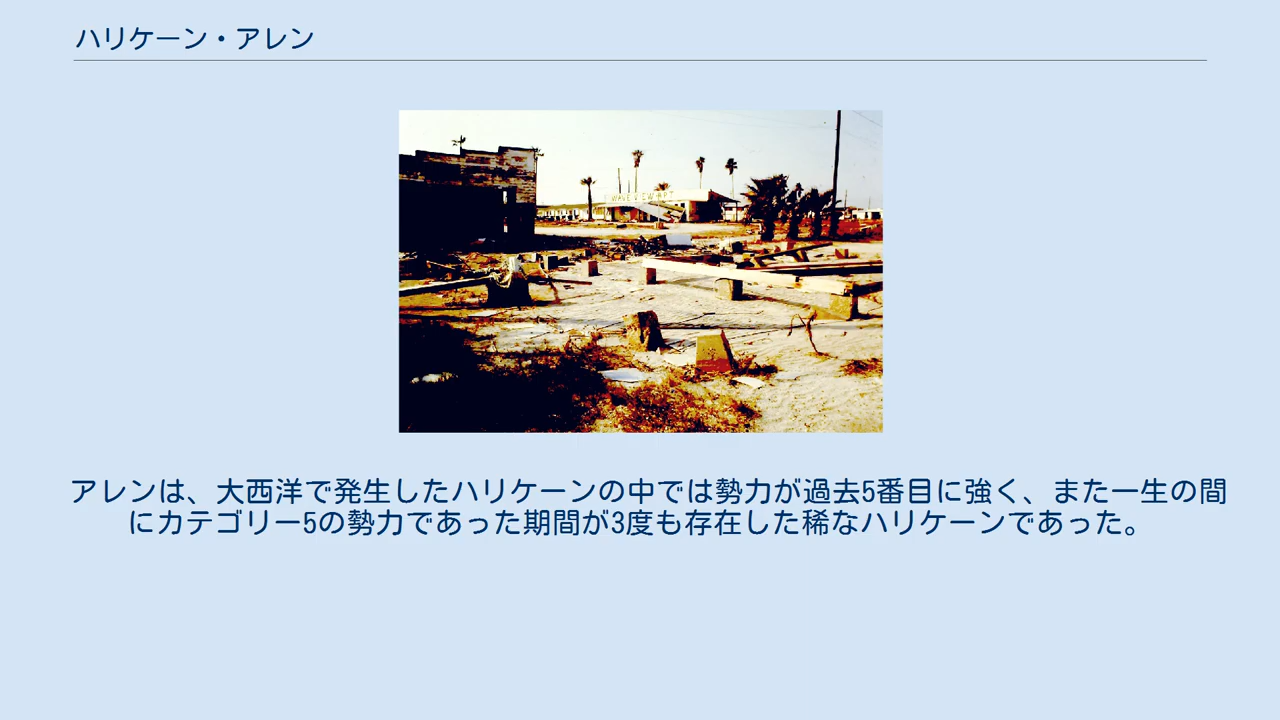 ハリケーン・アレン
アレンは、大西洋で発生したハリケーンの中では勢力が過去5番目に強く、また一生の間
にカテゴリー5の勢力であった期間が3度も存在した稀なハリケーンであった。